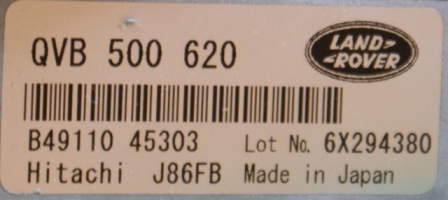 QVB 500 620
LAND-
-ROVER
B49110 45303 Lot No. 6X294380
Hitachi J86FB Made in Japan